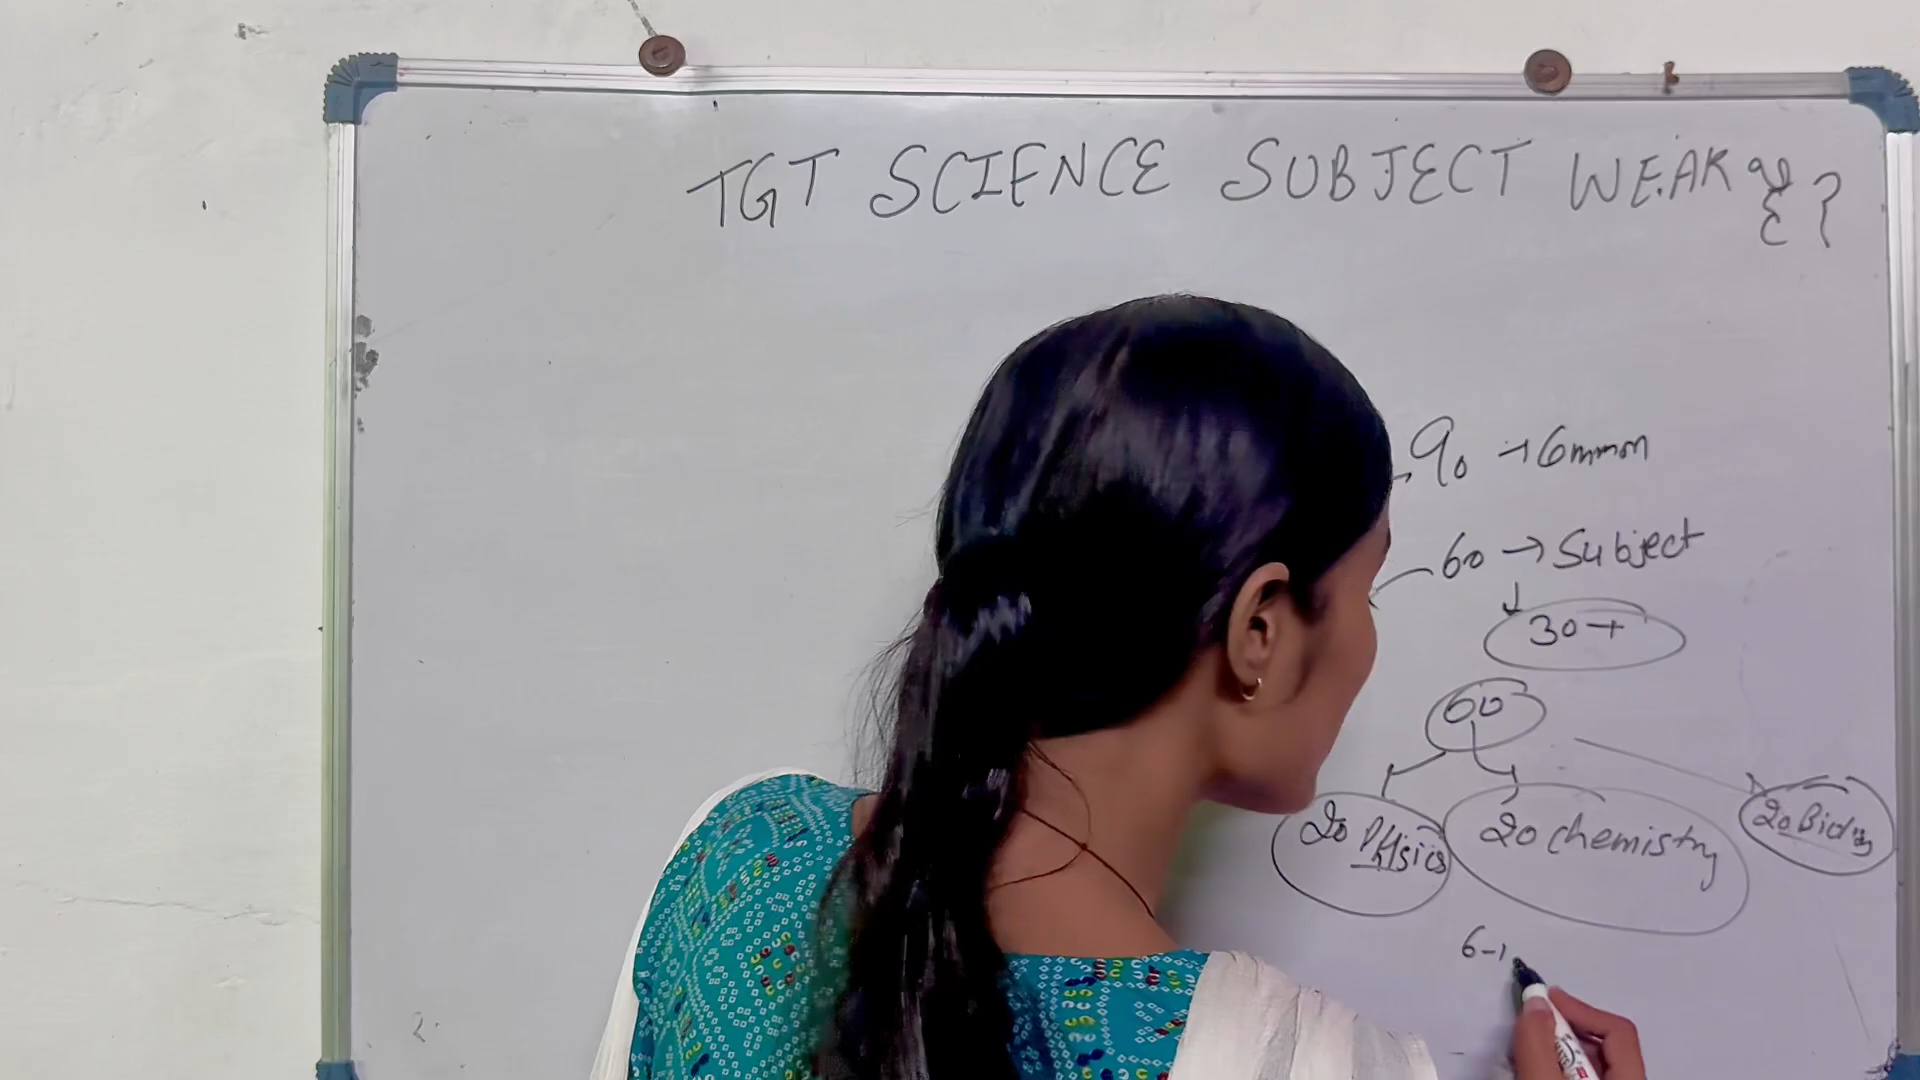 TGT SCIENCE SUBJECT WEAK है ?
90 → Common
60 → Subject
30+
60
20 Physics 20 chemistry 20 Biology
6-1